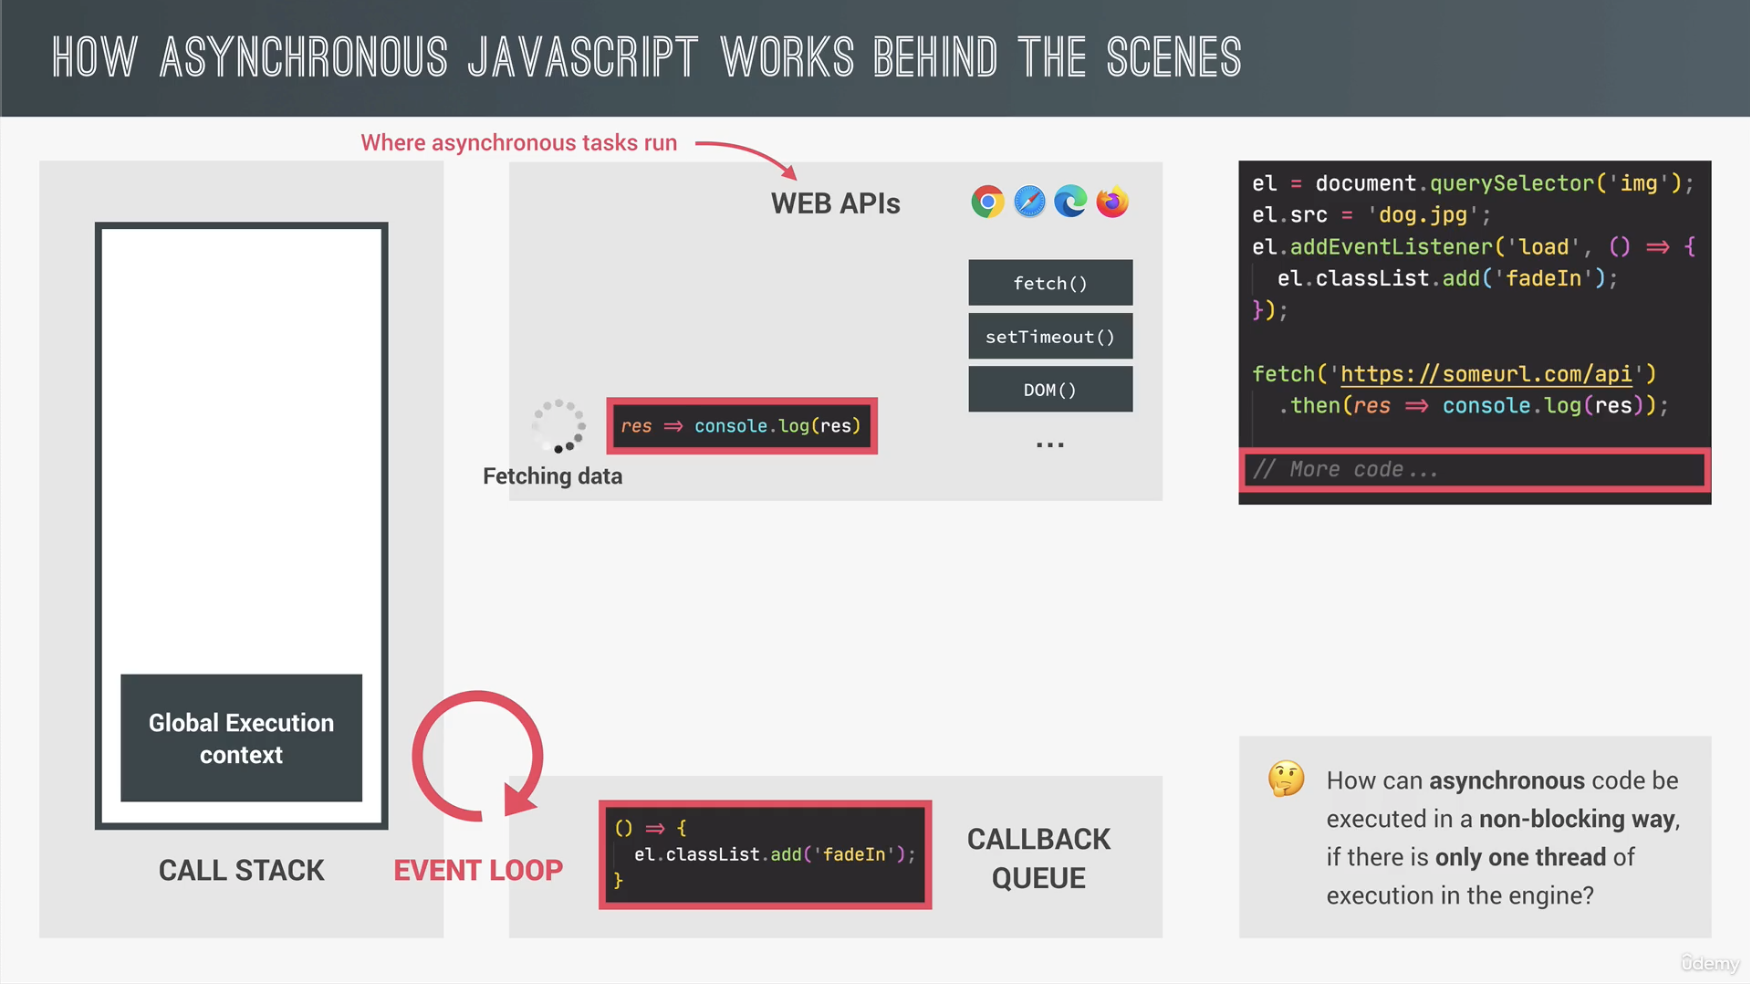 HOW ASYNCHRONOUS JAVASCRIPT WORKS BEHIND THE SCENES
Where asynchronous tasks run
WEB APIs
fetch()
setTimeout()
DOM()
...
res => console.log(res)
Fetching data
el = document.querySelector('img');
el.src = 'dog.jpg';
el.addEventListener('load', () => {
el.classList.add('fadeIn');
});
fetch('https://someurl.com/api')
.then(res => console.log(res));
// More code...
Global Execution
context
CALL STACK
EVENT LOOP
() => {
el.classList.add('fadeIn');
}
CALLBACK
QUEUE
How can asynchronous code be
executed in a non-blocking way,
if there is only one thread of
execution in the engine?
ûdemy